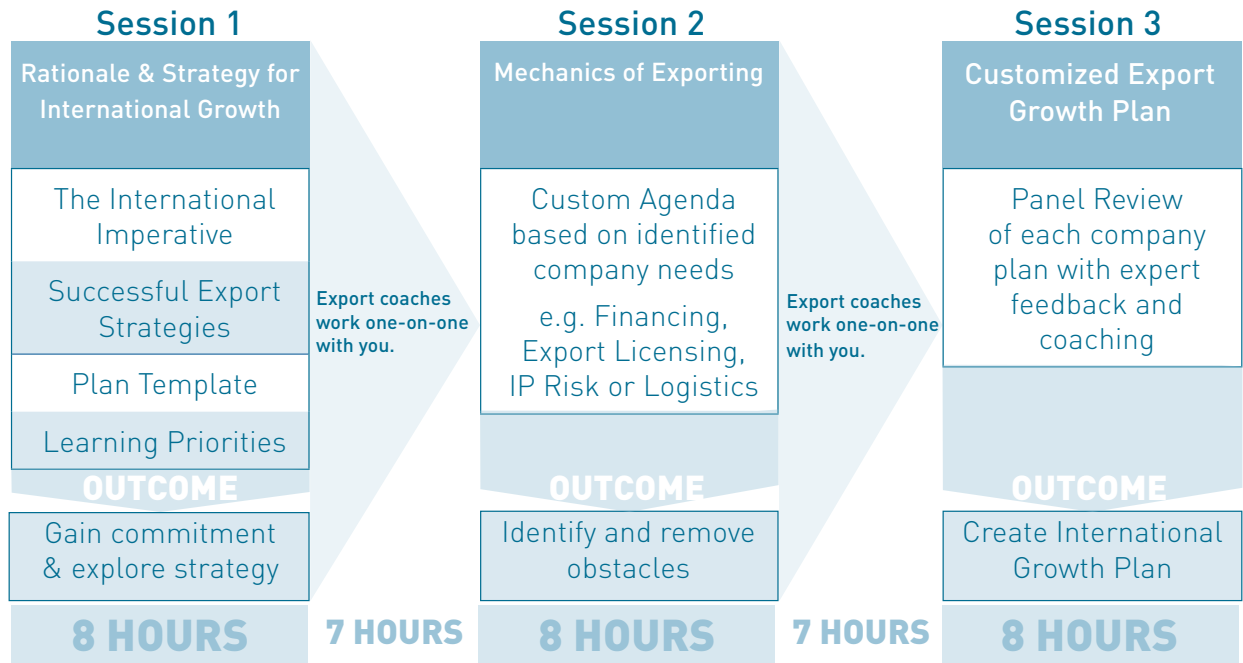 Session 1
Rationale & Strategy for
International Growth
The International
Imperative
Successful Export
Strategies
Plan Template
Learning Priorities
OUTCOME
Gain commitment
& explore strategy
8 HOURS
Export coaches
work one-on-one
with you.
7 HOURS
Session 2
Mechanics of Exporting
Custom Agenda
based on identified
company needs
e.g. Financing,
Export Licensing,
IP Risk or Logistics
OUTCOME
Identify and remove
obstacles
8 HOURS
Export coaches
work one-on-one
with you.
7 HOURS
Session 3
Customized Export
Growth Plan
Panel Review
of each company
plan with expert
feedback and
coaching
OUTCOME
Create International
Growth Plan
8 HOURS